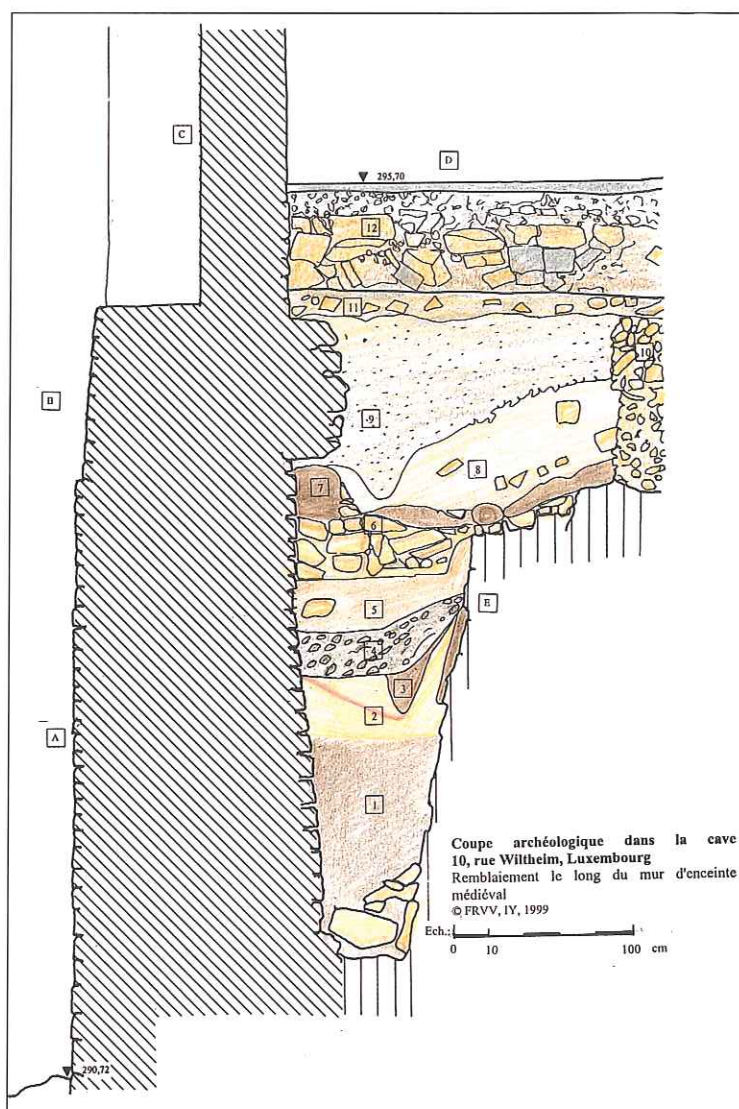 C
D
295,70
12
11
10
B
9
8
7
6
E
5
4
3
2
A
1
Coupe archéologique dans la cave
10, rue Wiltheim, Luxembourg
Remblaiement le long du mur d'enceinte
médiéval
© FRVV, IY, 1999
Ech.:
0 10 100 cm
290,72